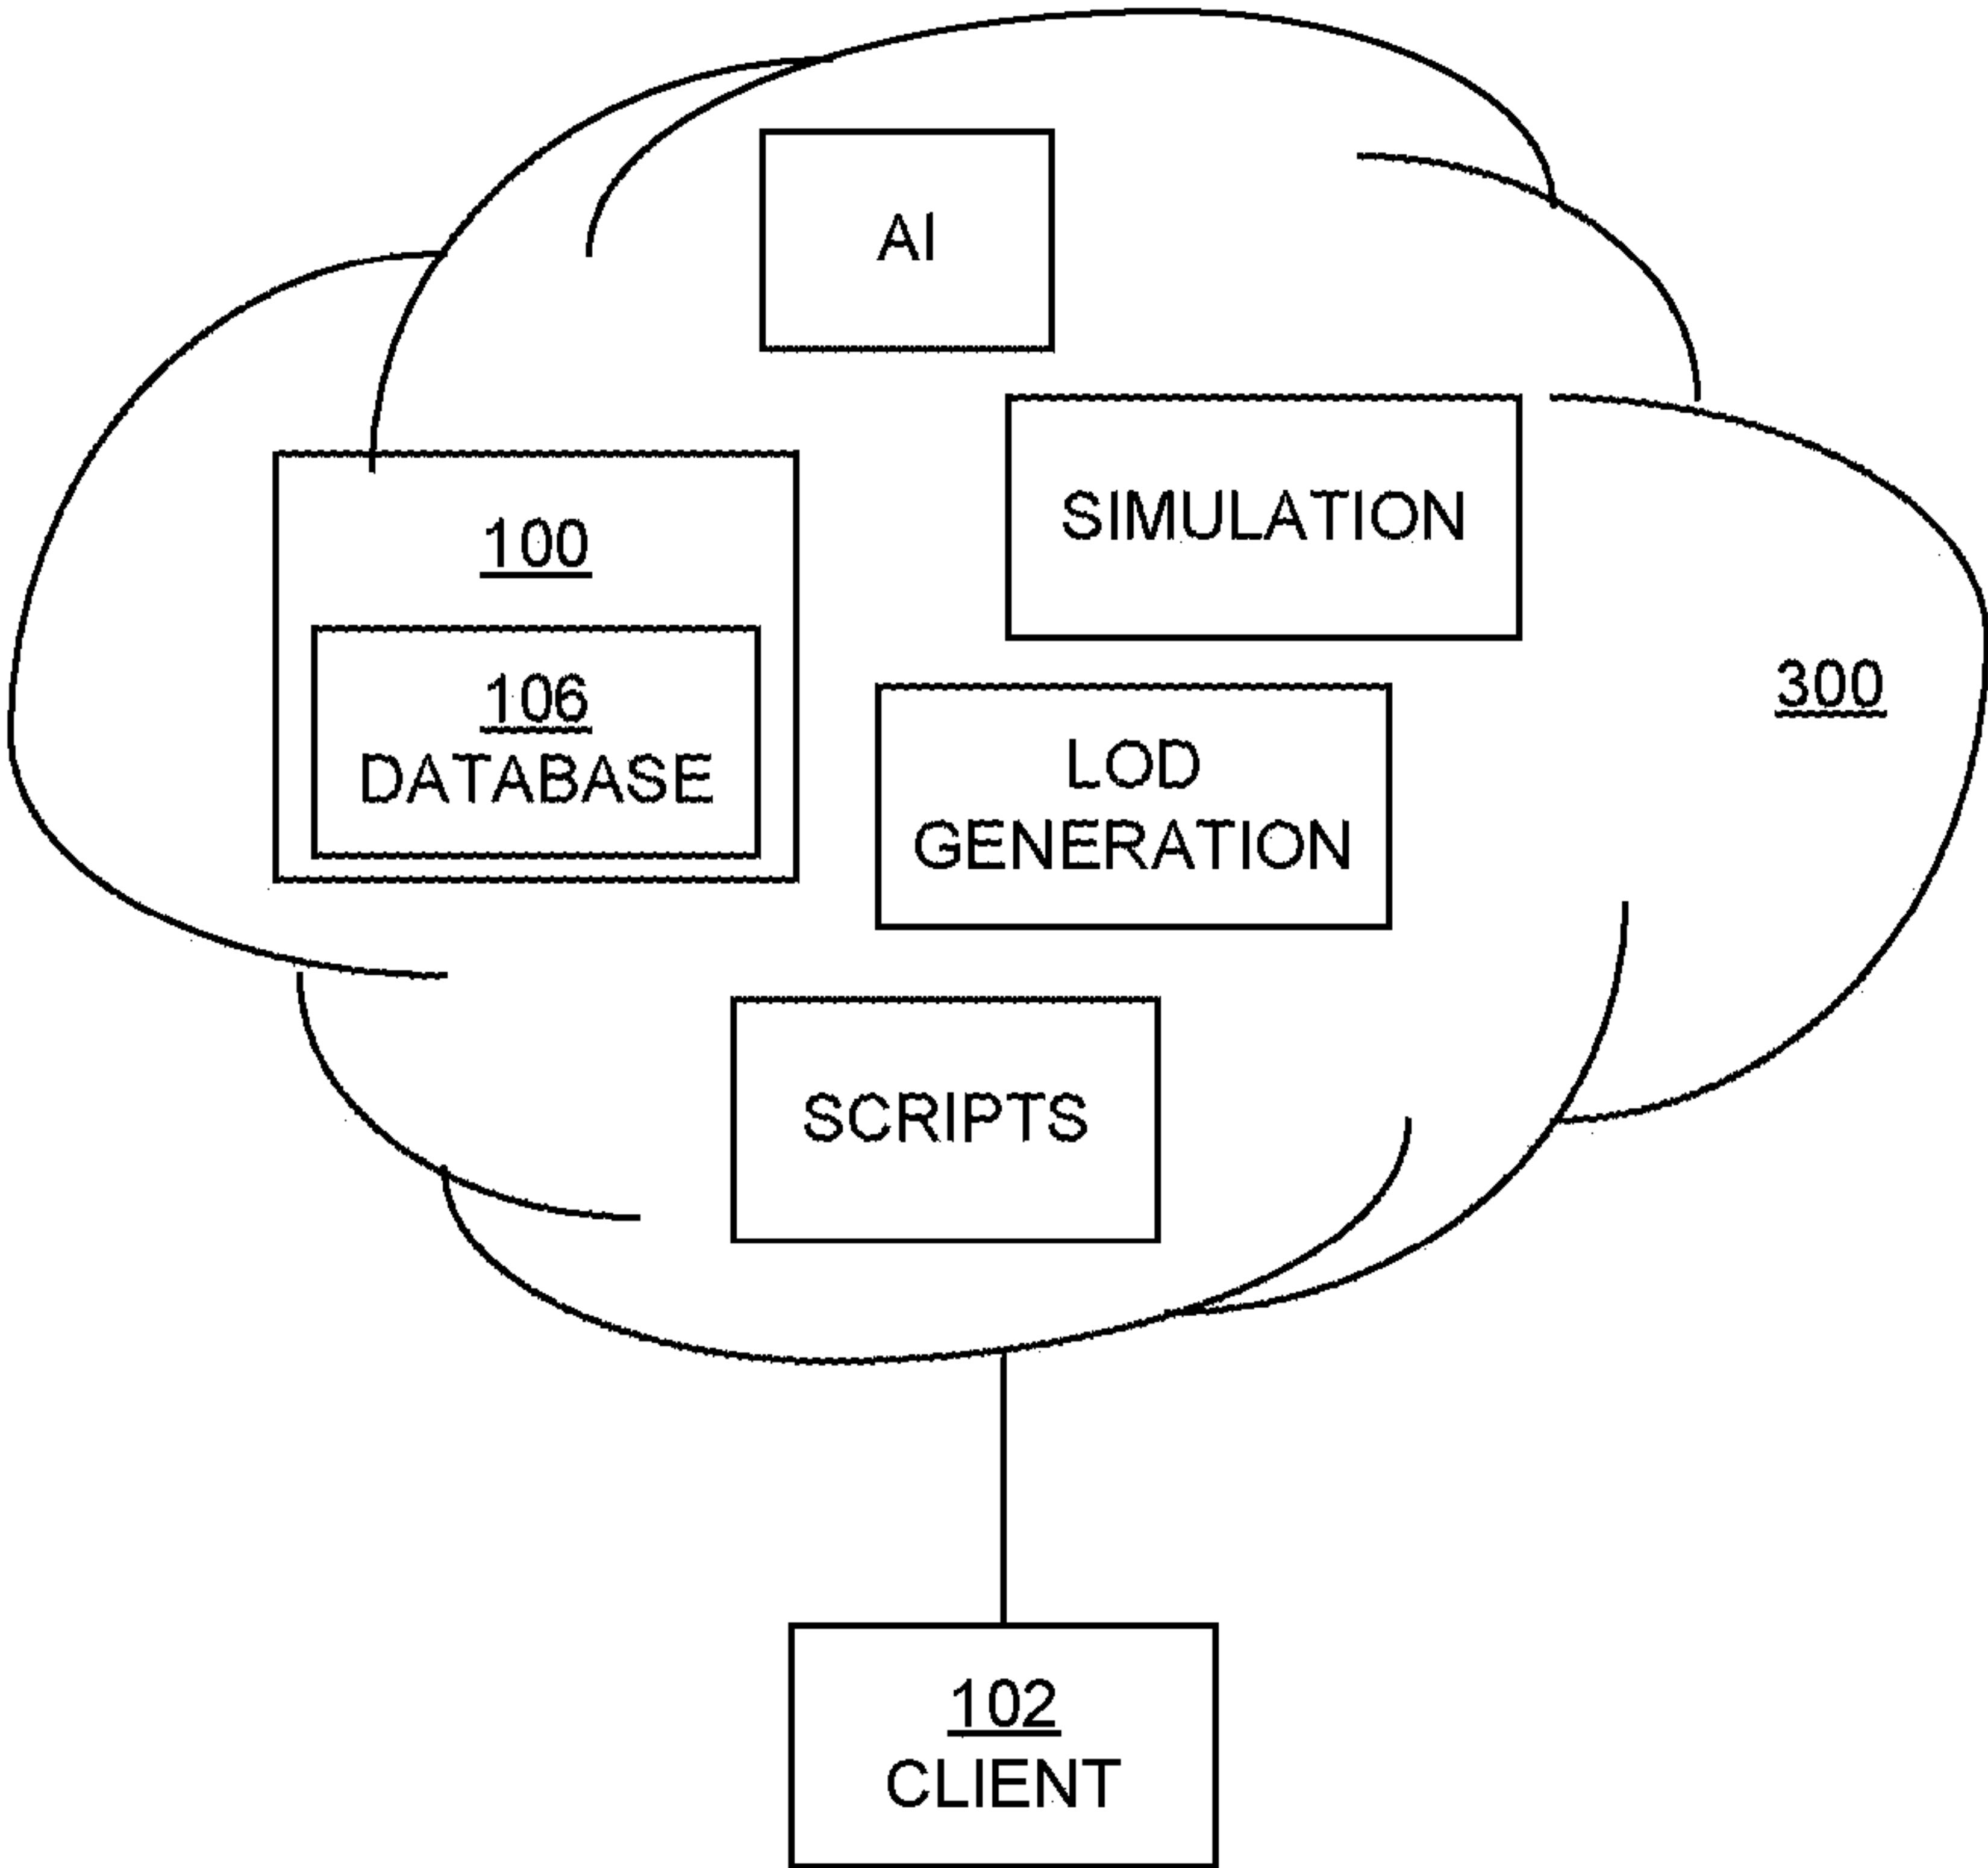 AI
SIMULATION
100
106
DATABASE
300
LOD
GENERATION
SCRIPTS
102
CLIENT